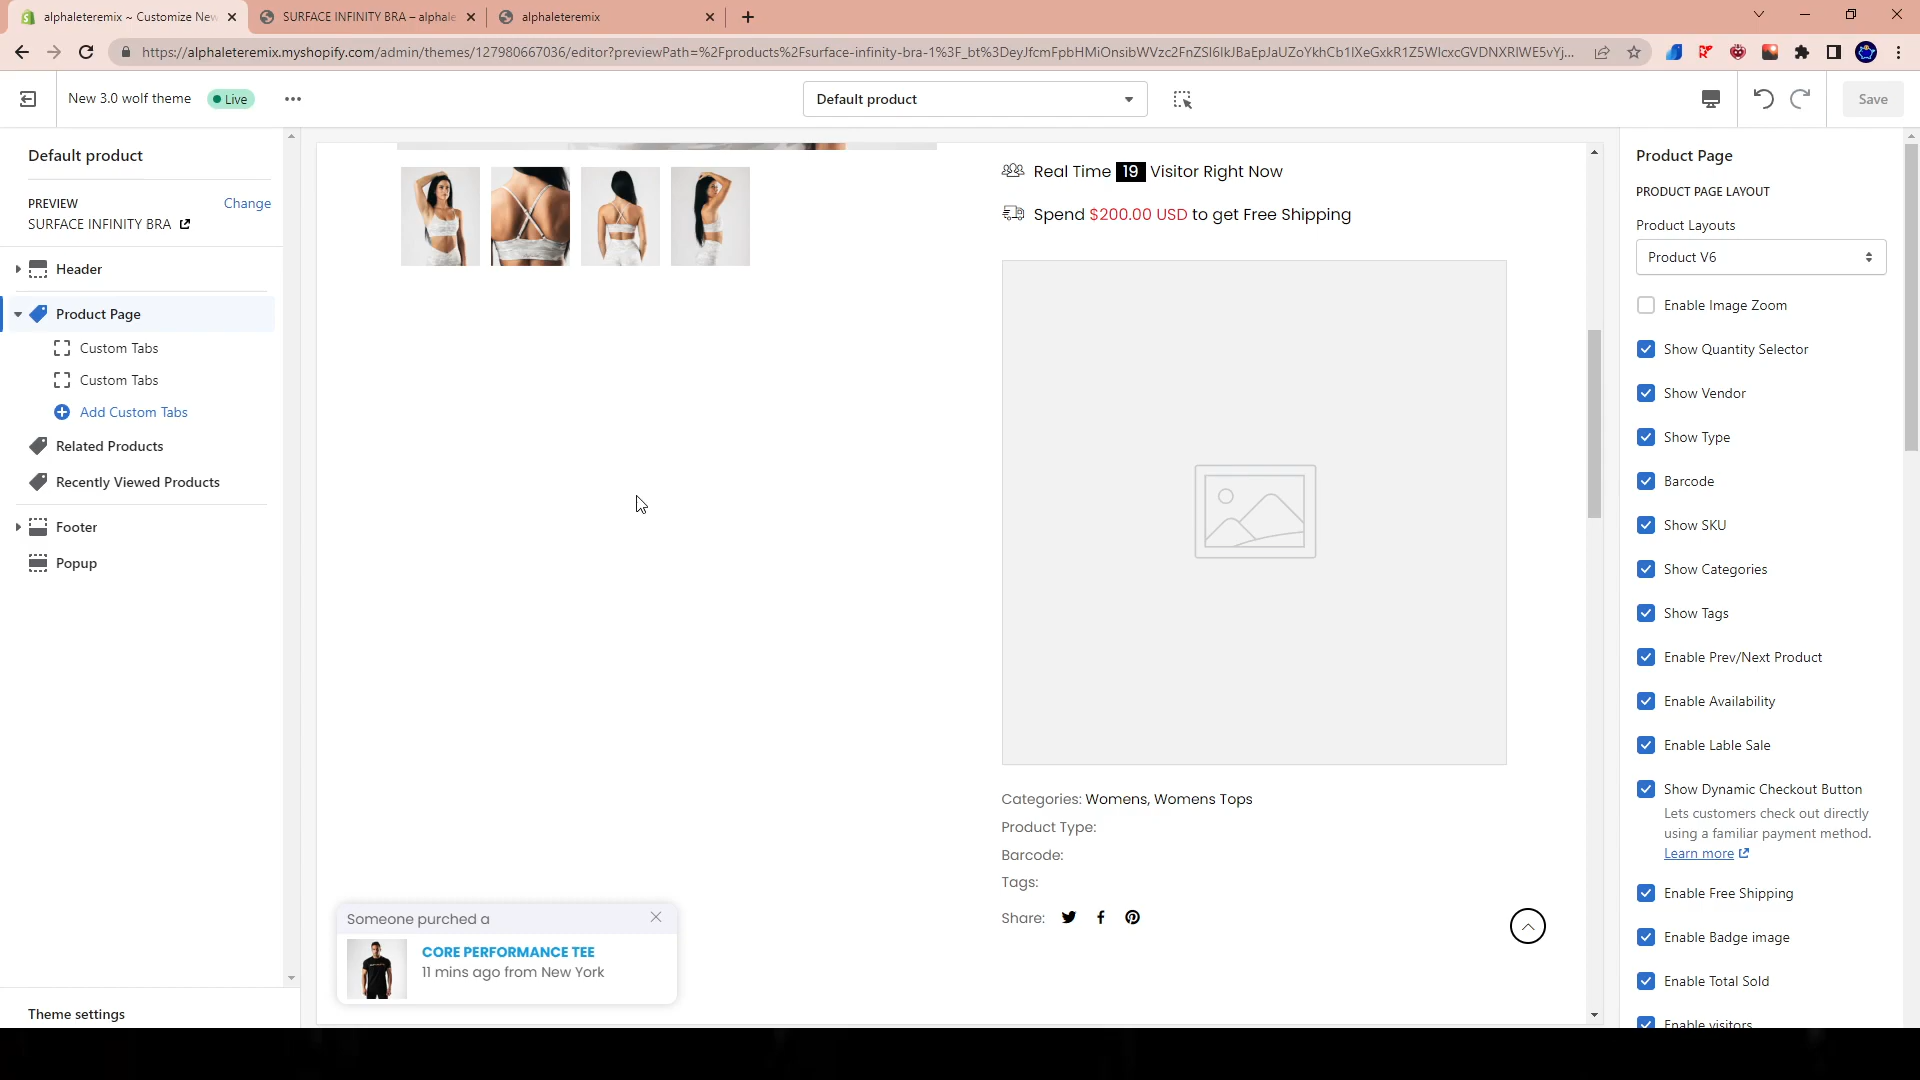 alphaleteremix ~ Customize New
SURFACE INFINITY BRA – alphale
alphaleteremix
https://alphaleteremix.myshopify.com/admin/themes/127980667036/editor?previewPath=%2Fproducts%2Fsurface-infinity-bra-1%3F_bt%3DeyJfcmFpbHMiOnsibWVzc2FnZSI6IkJBaEpJaUZoYkhCb1lXeGxkR1Z5WlcxcGVDNXRlWE5vYj...
New 3.0 wolf theme
Live
Default product
Save
Default product
PREVIEW
Change
SURFACE INFINITY BRA
Header
Product Page
Custom Tabs
Custom Tabs
Add Custom Tabs
Related Products
Recently Viewed Products
Footer
Popup
Theme settings
Real Time 19 Visitor Right Now
Spend $200.00 USD to get Free Shipping
Categories: Womens, Womens Tops
Product Type:
Barcode:
Tags:
Share:
Someone purched a
CORE PERFORMANCE TEE
11 mins ago from New York
Product Page
PRODUCT PAGE LAYOUT
Product Layouts
Product V6
Enable Image Zoom
Show Quantity Selector
Show Vendor
Show Type
Barcode
Show SKU
Show Categories
Show Tags
Enable Prev/Next Product
Enable Availability
Enable Lable Sale
Show Dynamic Checkout Button
Lets customers check out directly
using a familiar payment method.
Learn more
Enable Free Shipping
Enable Badge image
Enable Total Sold
Enable visitors